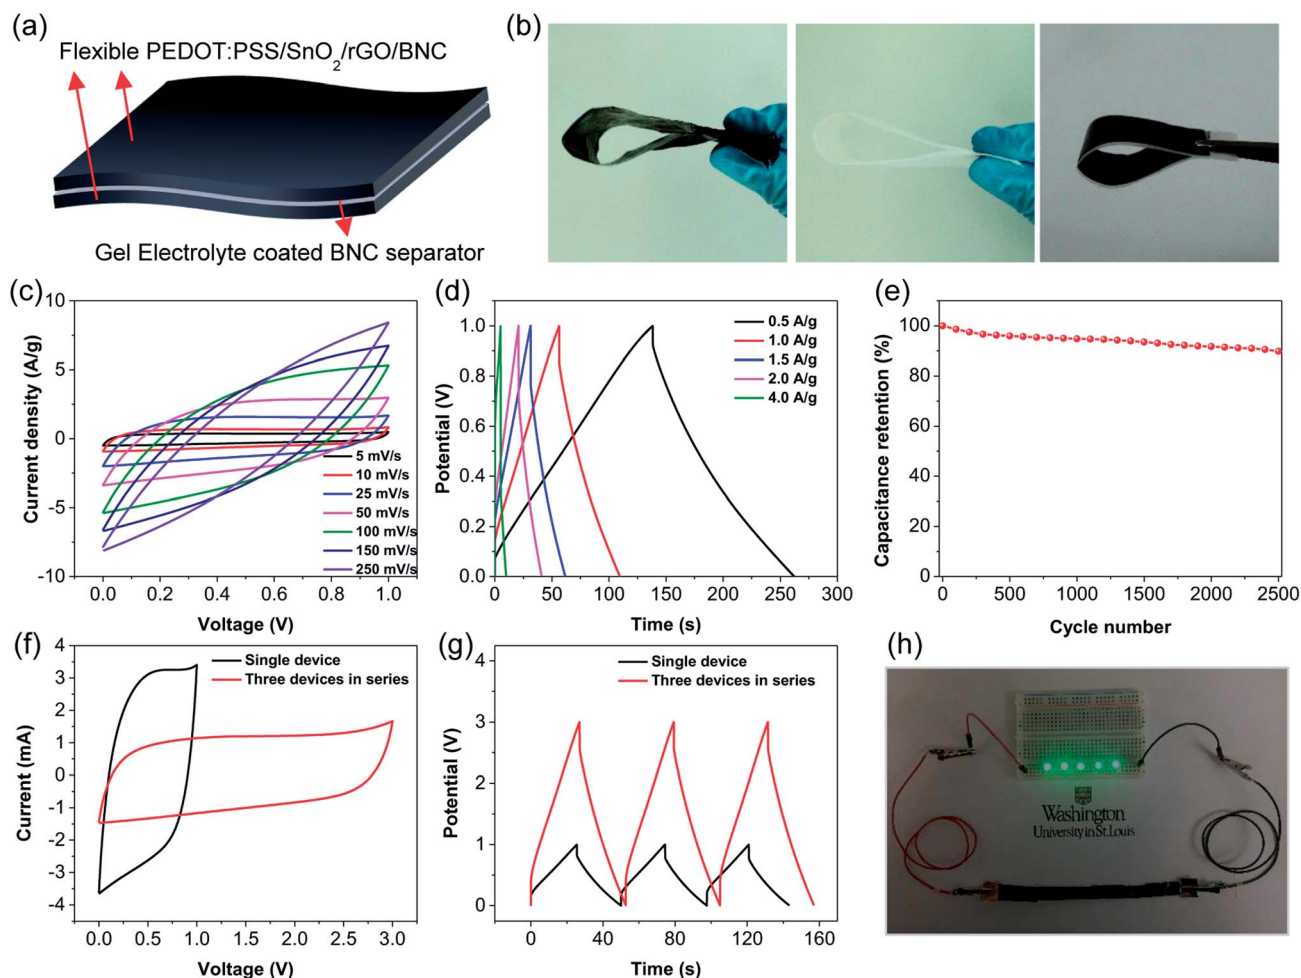 (a)
Flexible PEDOT:PSS/SnO2/rGO/BNC
Gel Electrolyte coated BNC separator
(b)
(c)
Current density (A/g)
10
5
0
-5
-10
0.0 0.2 0.4 0.6 0.8 1.0
Voltage (V)
5 mV/s
10 mV/s
25 mV/s
50 mV/s
100 mV/s
150 mV/s
250 mV/s
(d)
Potential (V)
1.0
0.8
0.6
0.4
0.2
0.0
0 50 100 150 200 250 300
Time (s)
0.5 A/g
1.0 A/g
1.5 A/g
2.0 A/g
4.0 A/g
(e)
Capacitance retention (%)
100
80
60
40
20
0
0 500 1000 1500 2000 2500
Cycle number
(f)
Current (mA)
4
3
2
1
0
-1
-2
-3
-4
0.0 0.5 1.0 1.5 2.0 2.5 3.0
Voltage (V)
Single device
Three devices in series
(g)
Potential (V)
4
3
2
1
0
0 40 80 120 160
Time (s)
Single device
Three devices in series
(h)
Washington
University in St. Louis